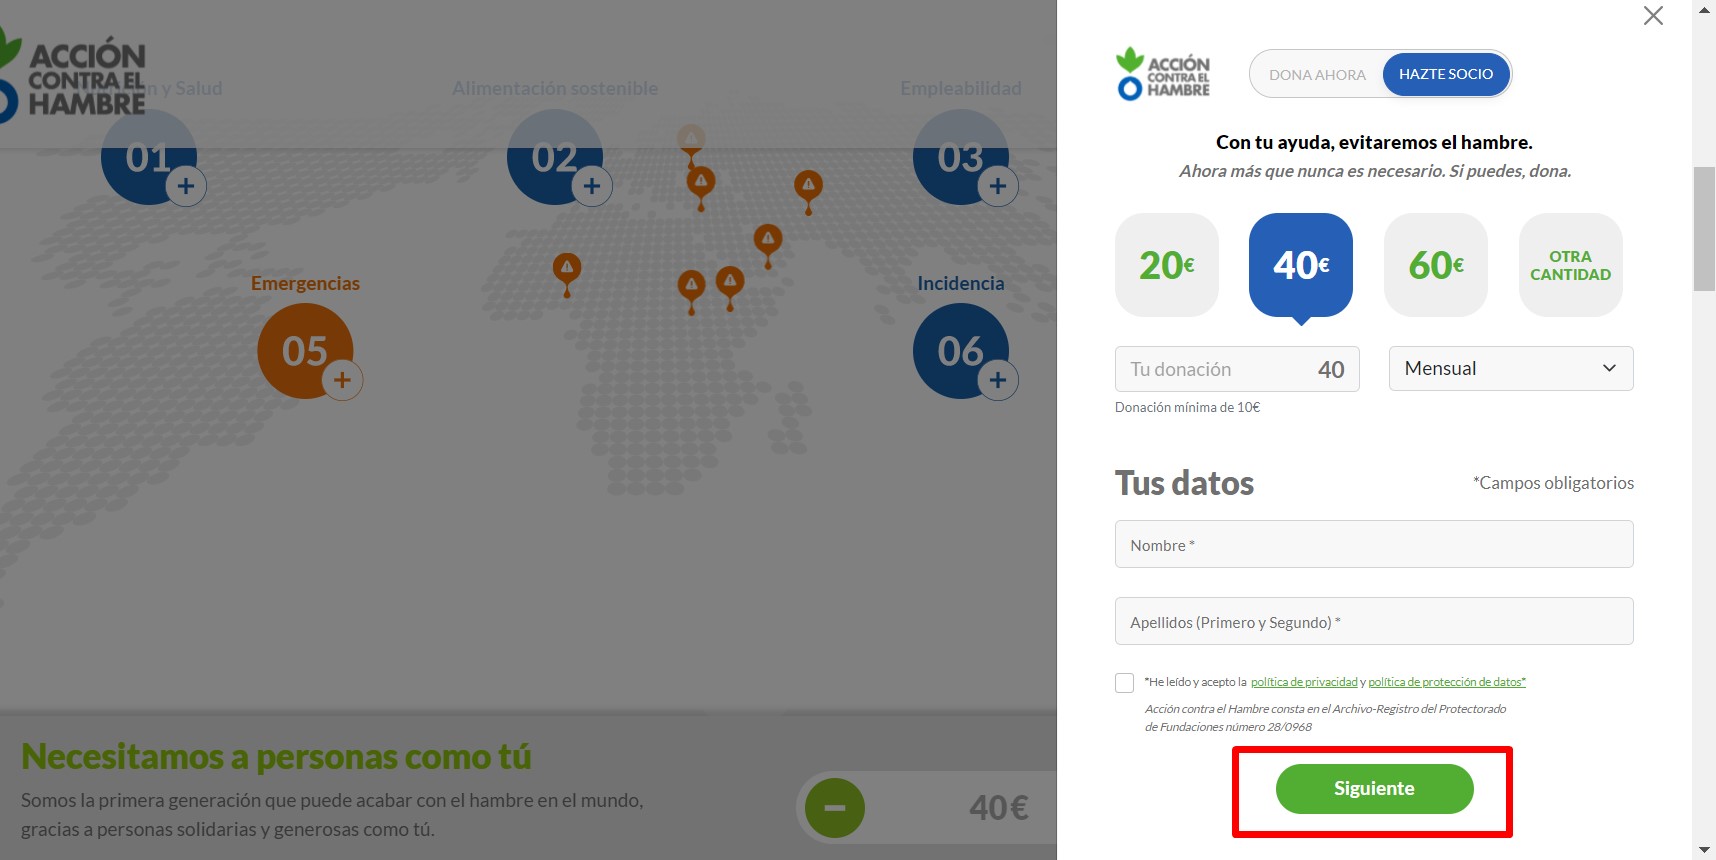 ACCIÓN
CONTRA EL
HAMBRE
n y Salud
Alimentación sostenible
Empleabilidad
01
02
03
Emergencias
Incidencia
05
06
Necesitamos a personas como tú
Somos la primera generación que puede acabar con el hambre en el mundo,
gracias a personas solidarias y generosas como tú.
40€
ACCIÓN
CONTRA EL
HAMBRE
DONA AHORA
HAZTE SOCIO
Con tu ayuda, evitaremos el hambre.
Ahora más que nunca es necesario. Si puedes, dona.
20€
40€
60€
OTRA
CANTIDAD
Tu donación 40
Mensual
Donación mínima de 10€
Tus datos
*Campos obligatorios
Nombre *
Apellidos (Primero y Segundo) *
*He leído y acepto la política de privacidad y política de protección de datos*
Acción contra el Hambre consta en el Archivo-Registro del Protectorado
de Fundaciones número 28/0968
Siguiente